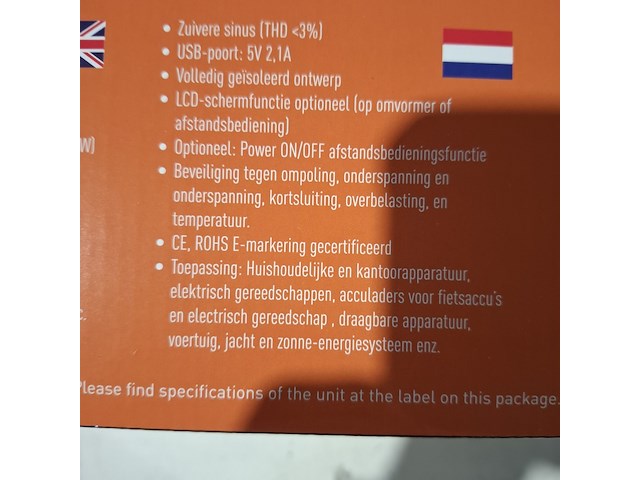 • Zuivere sinus (THD <3%)
• USB-poort: 5V 2,1A
• Volledig geïsoleerd ontwerp
• LCD-schermfunctie optioneel (op omvormer of
afstandsbediening)
W)
• Optioneel: Power ON/OFF afstandsbedieningsfunctie
• Beveiliging tegen ompoling, onderspanning en
onderspanning, kortsluiting, overbelasting, en
temperatuur.
• CE, ROHS E-markering gecertificeerd
• Toepassing: Huishoudelijke en kantoorapparatuur,
elektrisch gereedschappen, acculaders voor fietsaccu's
c.
en electrisch gereedschap , draagbare apparatuur,
voertuig, jacht en zonne-energiesysteem enz.
Please find specifications of the unit at the label on this package.